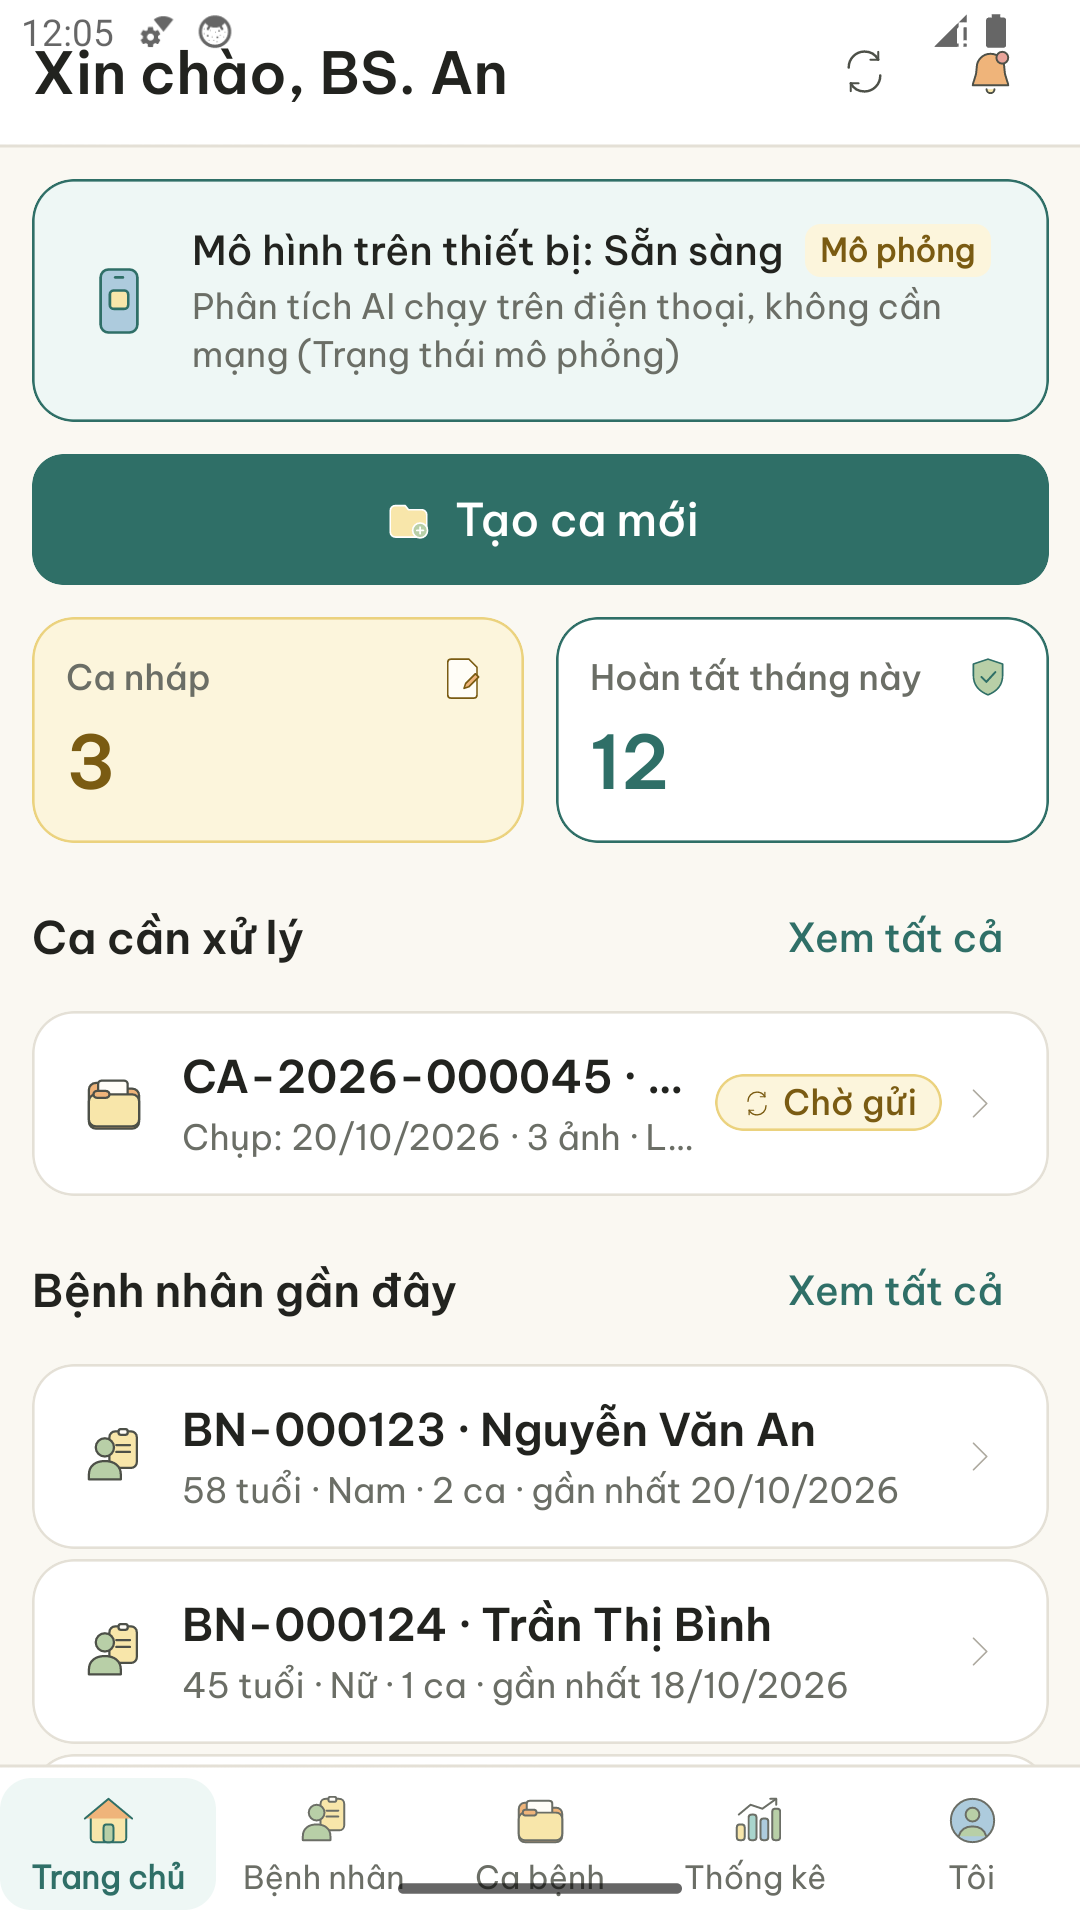 12:05
Xin chào, BS. An
Mô hình trên thiết bị: Sẵn sàng
Mô phỏng
Phân tích AI chạy trên điện thoại, không cần
mạng (Trạng thái mô phỏng)
Tạo ca mới
Ca nháp
3
Hoàn tất tháng này
12
Ca cần xử lý
Xem tất cả
CA-2026-000045 · ...
Chụp: 20/10/2026 · 3 ảnh · L...
Chờ gửi
Bệnh nhân gần đây
Xem tất cả
BN-000123 · Nguyễn Văn An
58 tuổi · Nam · 2 ca · gần nhất 20/10/2026
BN-000124 · Trần Thị Bình
45 tuổi · Nữ · 1 ca · gần nhất 18/10/2026
Trang chủ
Bệnh nhân
Ca bệnh
Thống kê
Tôi